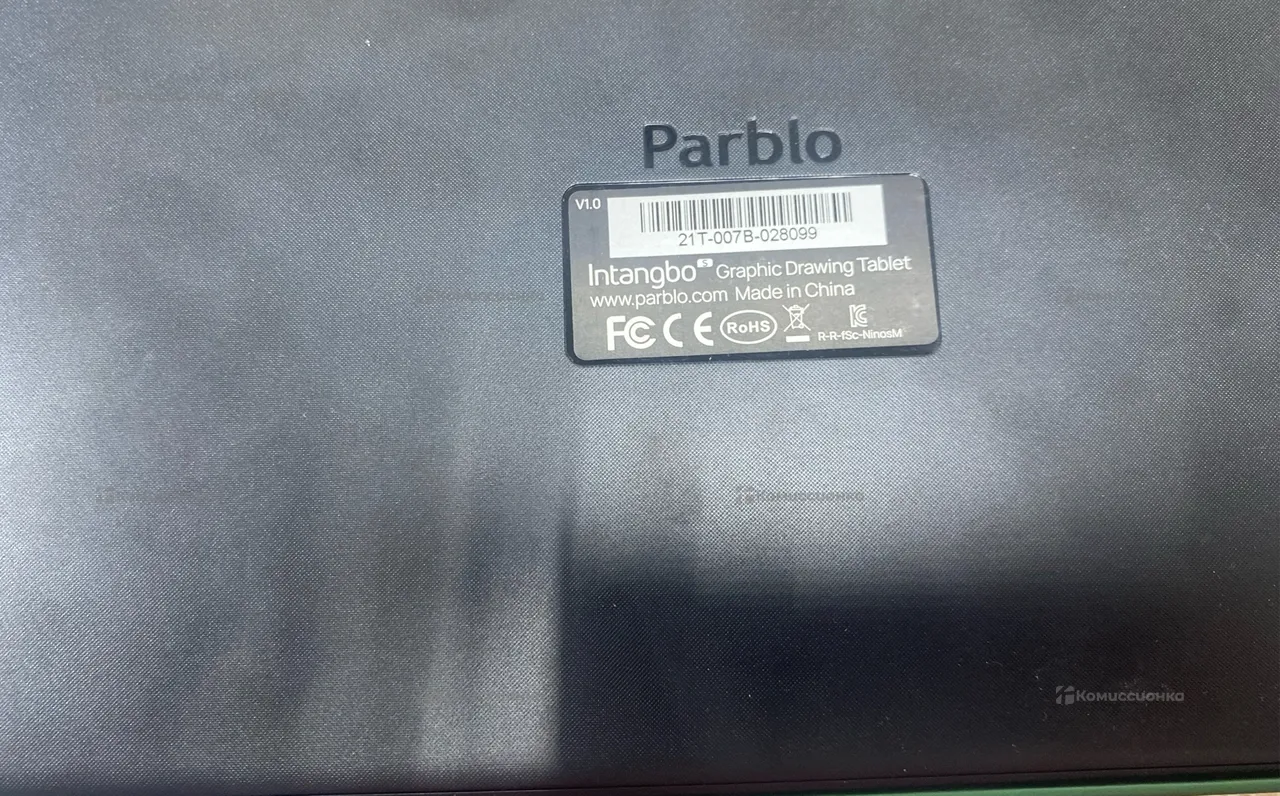 Parblo
V1.0
21T-007B-028099
Intangbo S Graphic Drawing Tablet
www.parblo.com Made in China
FC CE RoHS
R-R-fSc-NinosM
Комиссионка
Комиссионка
Комиссионка